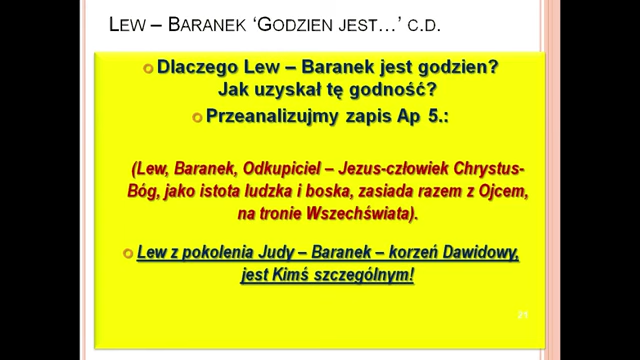 LEW – BARANEK ‘GODZIEN JEST…’ C.D.
Dlaczego Lew – Baranek jest godzien?
Jak uzyskał tę godność?
Przeanalizujmy zapis Ap 5.:
(Lew, Baranek, Odkupiciel – Jezus-człowiek Chrystus-
Bóg, jako istota ludzka i boska, zasiada razem z Ojcem,
na tronie Wszechświata).
Lew z pokolenia Judy – Baranek – korzeń Dawidowy,
jest Kimś szczególnym!
21